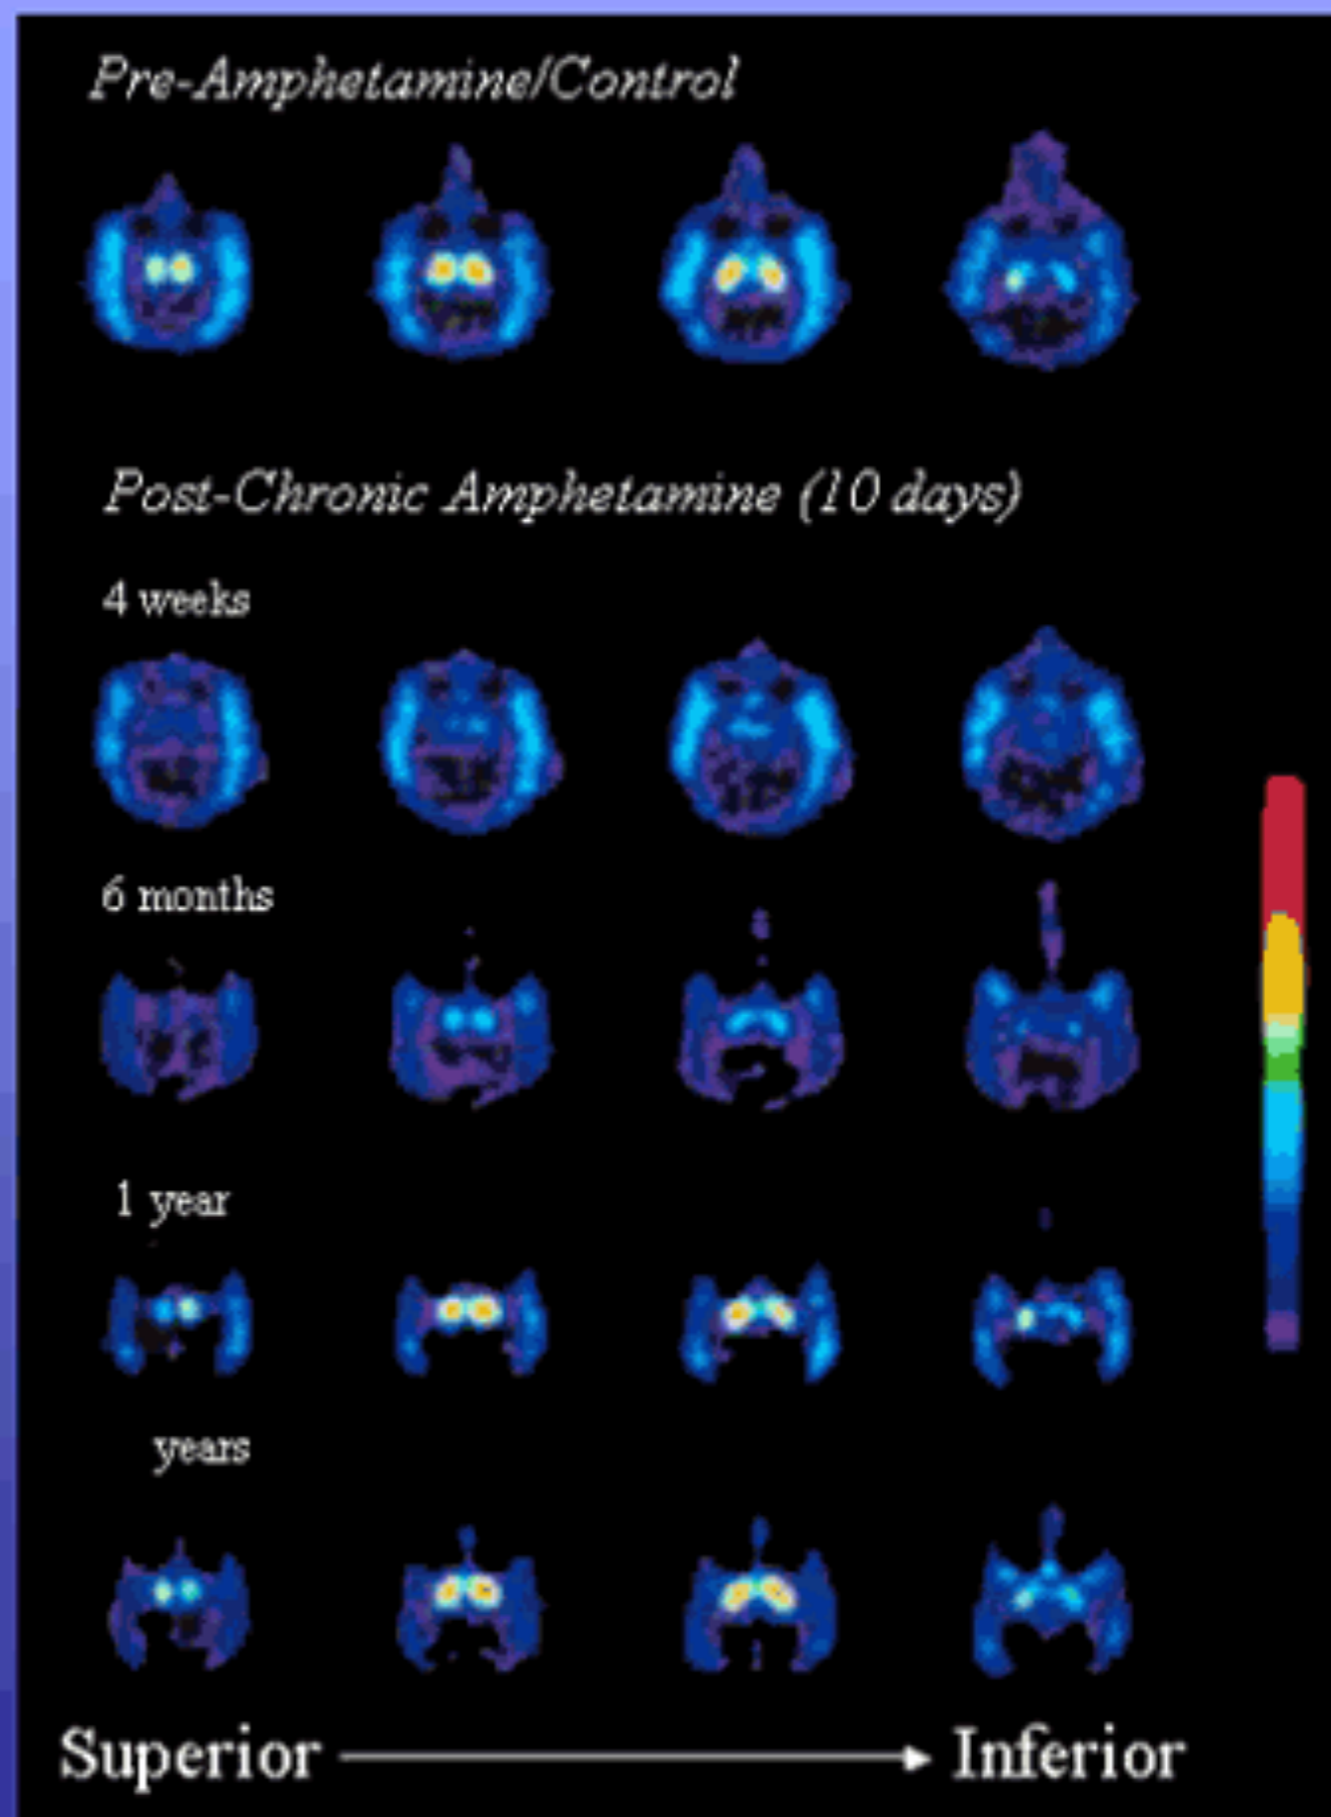 Pre-Amphetamine/Control
Post-Chronic Amphetamine (10 days)
4 weeks
6 months
1 year
years
Superior
Inferior